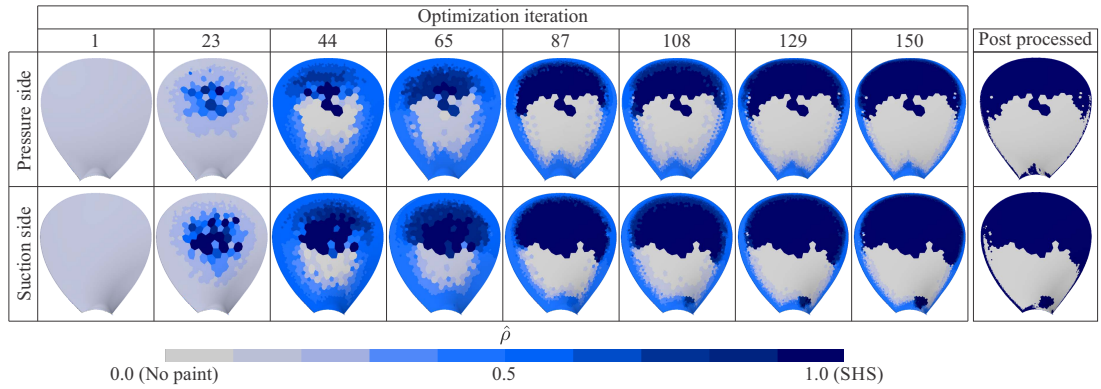 Optimization iteration
1 23 44 65 87 108 129 150 Post processed
Pressure side
Suction side
ρ̂
0.0 (No paint) 0.5 1.0 (SHS)